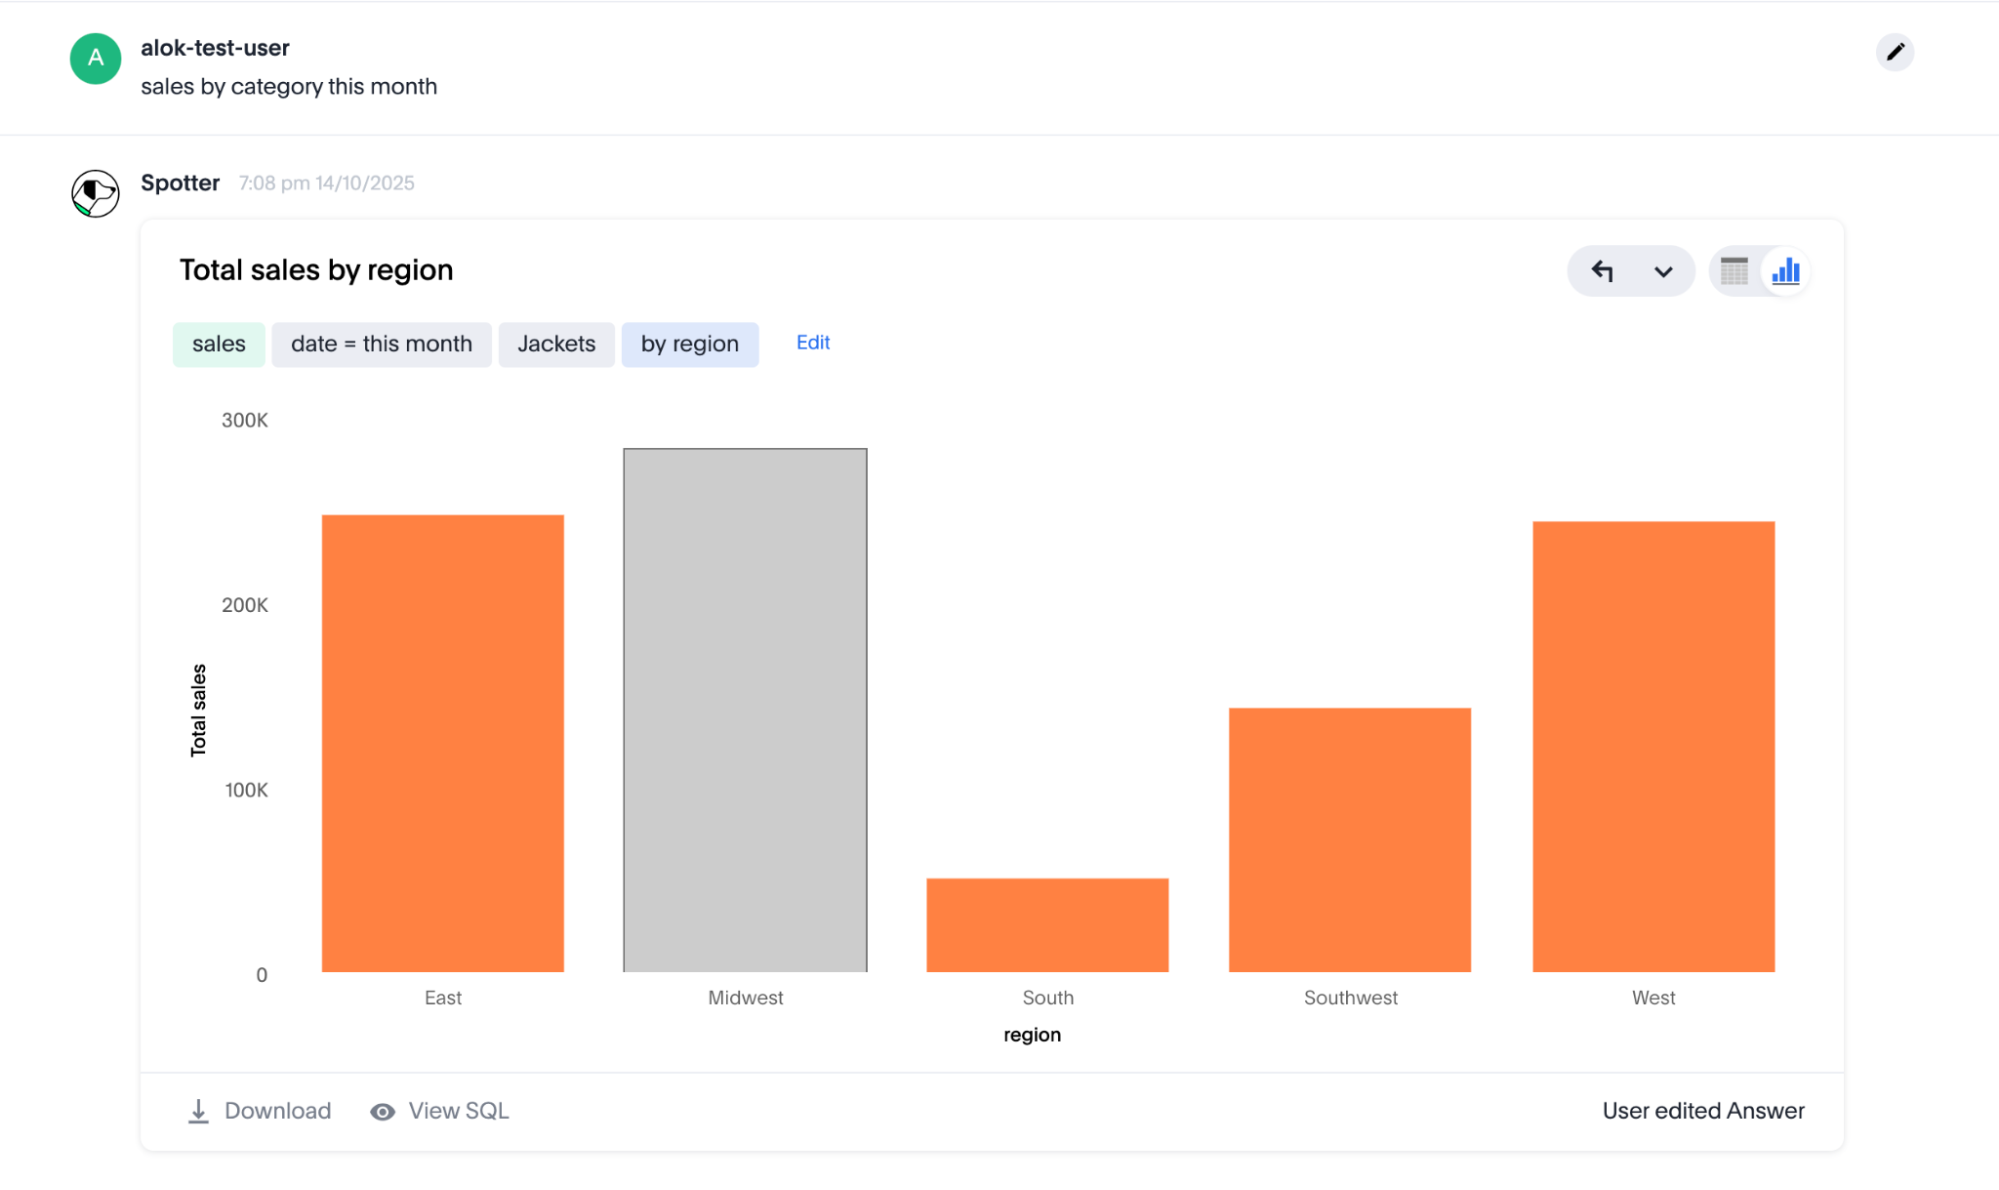 A
alok-test-user
sales by category this month
Spotter 7:08 pm 14/10/2025
Total sales by region
sales date = this month Jackets by region Edit
300K
200K
100K
0
Total sales
East Midwest South Southwest West
region
Download View SQL User edited Answer